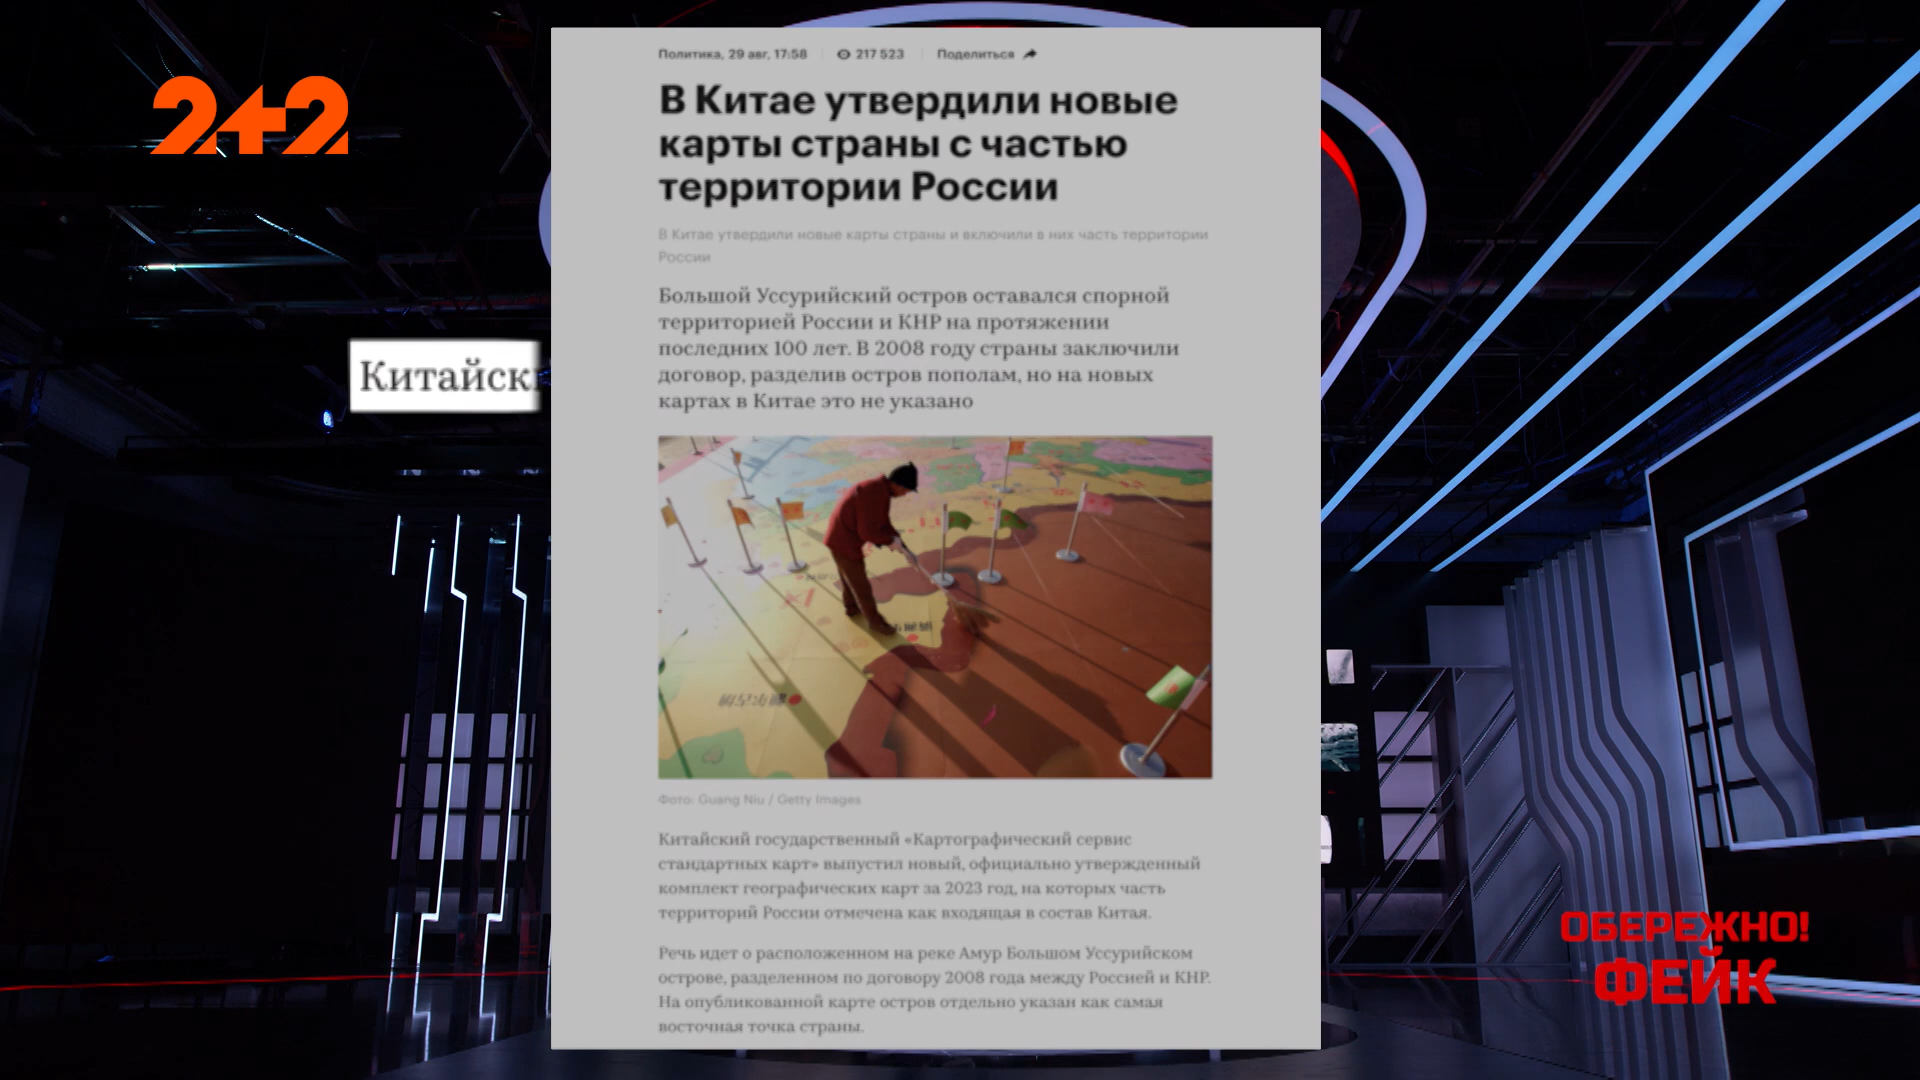 2+2
Политика, 29 авг, 17:58
217 523
Поделиться
В Китае утвердили новые
карты страны с частью
территории России
В Китае утвердили новые карты страны и включили в них часть территории
России
Большой Уссурийский остров оставался спорной
территорией России и КНР на протяжении
последних 100 лет. В 2008 году страны заключили
договор, разделив остров пополам, но на новых
картах в Китае это не указано
Китайск
Фото: Guang Niu / Getty Images
Китайский государственный «Картографический сервис
стандартных карт» выпустил новый, официально утвержденный
комплект географических карт за 2023 год, на которых часть
территорий России отмечена как входящая в состав Китая.
Речь идет о расположенном на реке Амур Большом Уссурийском
острове, разделенном по договору 2008 года между Россией и КНР.
На опубликованной карте остров отдельно указан как самая
восточная точка страны.
ОБЕРЕЖНО!
ФЕЙК